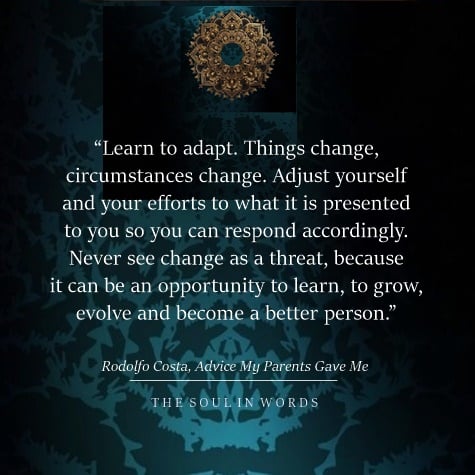 “Learn to adapt. Things change,
circumstances change. Adjust yourself
and your efforts to what it is presented
to you so you can respond accordingly.
Never see change as a threat, because
it can be an opportunity to learn, to grow,
evolve and become a better person.”
Rodolfo Costa, Advice My Parents Gave Me
THE SOUL IN WORDS